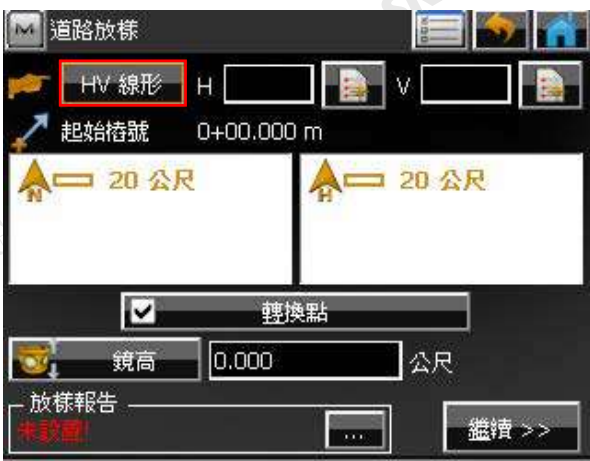 道路放樣
HV 線形 H V
起始樁號 0+00.000 m
N 20 公尺 H 20 公尺
轉換點
鏡高 0.000 公尺
放樣報告
未設置! ... 繼續 >>